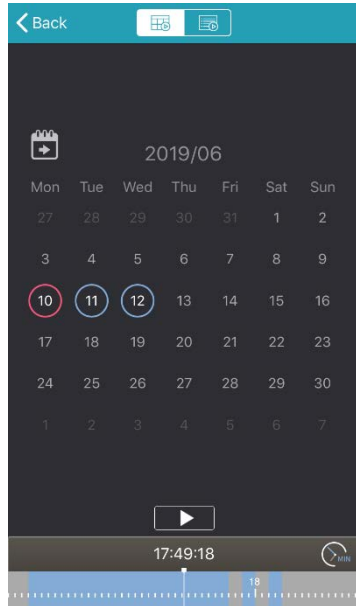 Back
2019/06
Mon Tue Wed Thu Fri Sat Sun
27 28 29 30 31 1 2
3 4 5 6 7 8 9
10 11 12 13 14 15 16
17 18 19 20 21 22 23
24 25 26 27 28 29 30
1 2 3 4 5 6 7
17:49:18
MIN
18